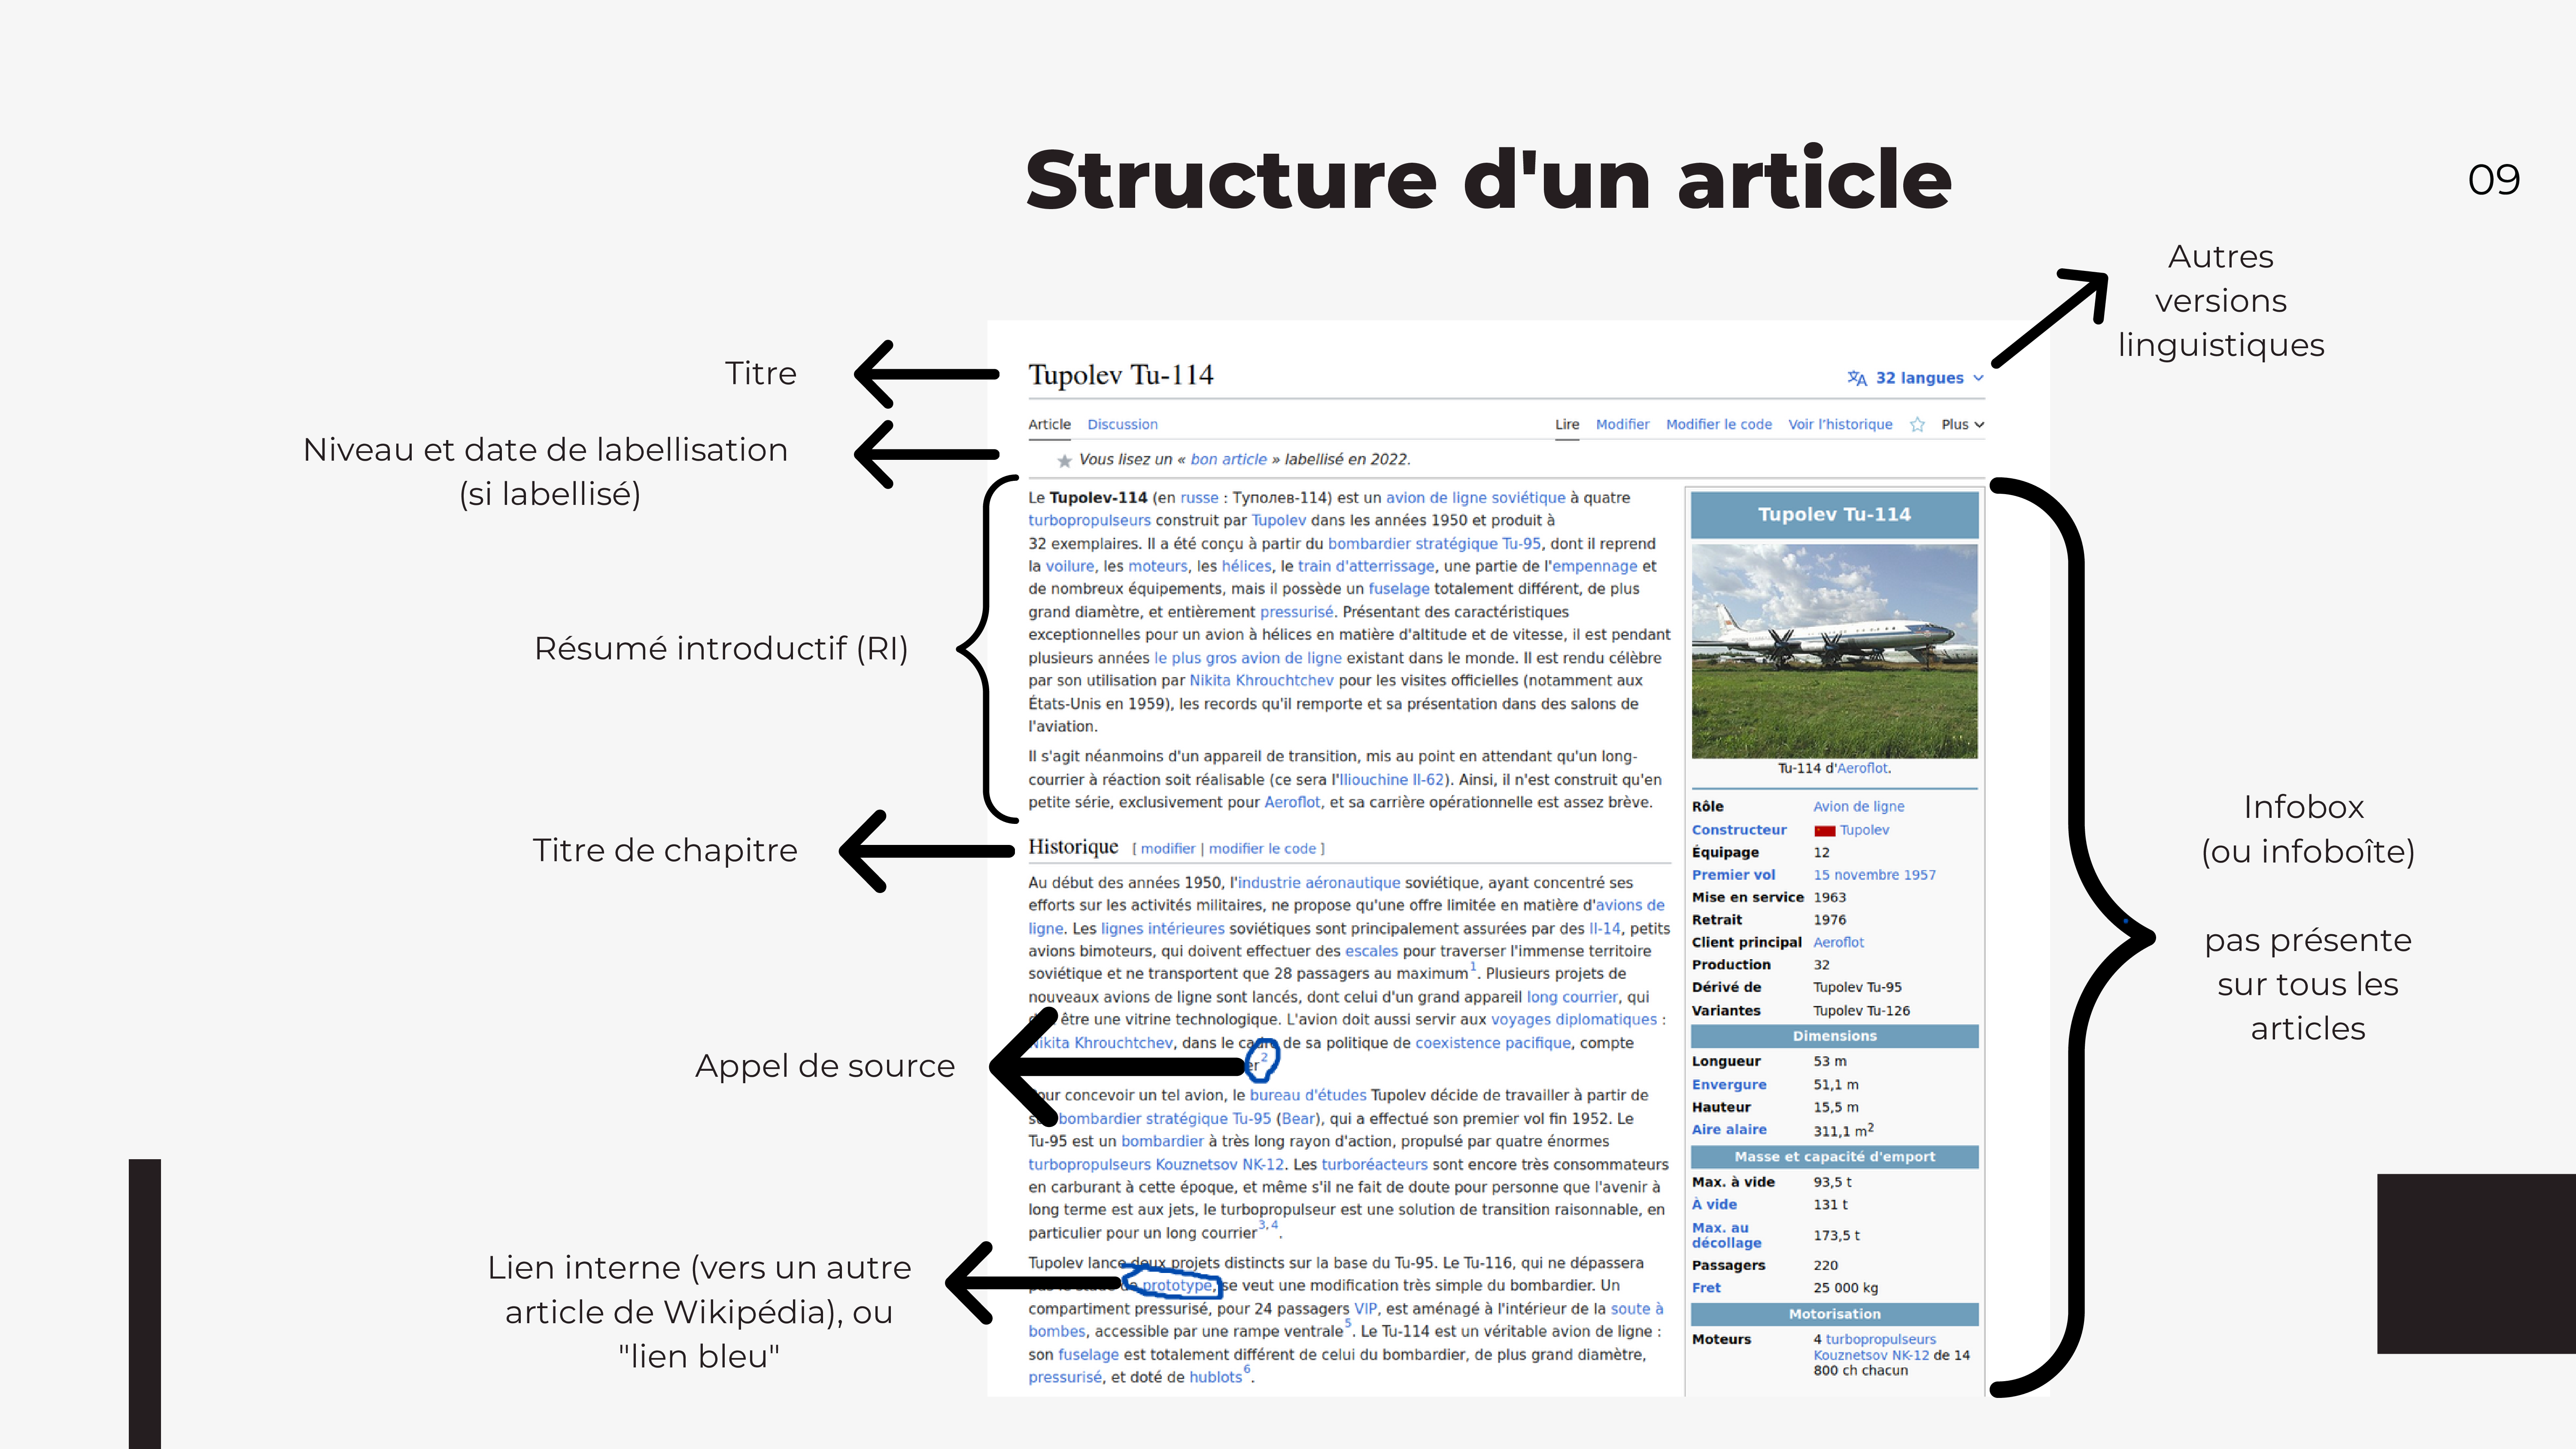 Structure d'un article
09
Autres
versions
linguistiques
Titre
Niveau et date de labellisation
(si labellisé)
Résumé introductif (RI)
Titre de chapitre
Appel de source
Lien interne (vers un autre
article de Wikipédia), ou
"lien bleu"
Tupolev Tu-114
32 langues
Article Discussion
Lire Modifier Modifier le code Voir l'historique Plus
Vous lisez un « bon article » labellisé en 2022.
Le Tupolev-114 (en russe : Туполев-114) est un avion de ligne soviétique à quatre
turbopropulseurs construit par Tupolev dans les années 1950 et produit à
32 exemplaires. Il a été conçu à partir du bombardier stratégique Tu-95, dont il reprend
la voilure, les moteurs, les hélices, le train d'atterrissage, une partie de l'empennage et
de nombreux équipements, mais il possède un fuselage totalement différent, de plus
grand diamètre, et entièrement pressurisé. Présentant des caractéristiques
exceptionnelles pour un avion à hélices en matière d'altitude et de vitesse, il est pendant
plusieurs années le plus gros avion de ligne existant dans le monde. Il est rendu célèbre
par son utilisation par Nikita Khrouchtchev pour les visites officielles (notamment aux
États-Unis en 1959), les records qu'il remporte et sa présentation dans des salons de
l'aviation.
Il s'agit néanmoins d'un appareil de transition, mis au point en attendant qu'un long-
courrier à réaction soit réalisable (ce sera l'Iliouchine Il-62). Ainsi, il n'est construit qu'en
petite série, exclusivement pour Aeroflot, et sa carrière opérationnelle est assez brève.
Historique [ modifier | modifier le code ]
Au début des années 1950, l'industrie aéronautique soviétique, ayant concentré ses
efforts sur les activités militaires, ne propose qu'une offre limitée en matière d'avions de
ligne. Les lignes intérieures soviétiques sont principalement assurées par des Il-14, petits
avions bimoteurs, qui doivent effectuer des escales pour traverser l'immense territoire
soviétique et ne transportent que 28 passagers au maximum1. Plusieurs projets de
nouveaux avions de ligne sont lancés, dont celui d'un grand appareil long courrier, qui
être une vitrine technologique. L'avion doit aussi servir aux voyages diplomatiques :
Nikita Khrouchtchev, dans le cadre de sa politique de coexistence pacifique, compte
er2
Pour concevoir un tel avion, le bureau d'études Tupolev décide de travailler à partir de
bombardier stratégique Tu-95 (Bear), qui a effectué son premier vol fin 1952. Le
Tu-95 est un bombardier à très long rayon d'action, propulsé par quatre énormes
turbopropulseurs Kouznetsov NK-12. Les turboréacteurs sont encore très consommateurs
en carburant à cette époque, et même s'il ne fait de doute pour personne que l'avenir à
long terme est aux jets, le turbopropulseur est une solution de transition raisonnable, en
particulier pour un long courrier3, 4.
Tupolev lance deux projets distincts sur la base du Tu-95. Le Tu-116, qui ne dépassera
prototype, se veut une modification très simple du bombardier. Un
compartiment pressurisé, pour 24 passagers VIP, est aménagé à l'intérieur de la soute à
bombes, accessible par une rampe ventrale5. Le Tu-114 est un véritable avion de ligne :
son fuselage est totalement différent de celui du bombardier, de plus grand diamètre,
pressurisé, et doté de hublots6.
Tupolev Tu-114
Tu-114 d'Aeroflot.
Rôle Avion de ligne
Constructeur Tupolev
Équipage 12
Premier vol 15 novembre 1957
Mise en service 1963
Retrait 1976
Client principal Aeroflot
Production 32
Dérivé de Tupolev Tu-95
Variantes Tupolev Tu-126
Dimensions
Longueur 53 m
Envergure 51,1 m
Hauteur 15,5 m
Aire alaire 311,1 m2
Masse et capacité d'emport
Max. à vide 93,5 t
À vide 131 t
Max. au
décollage 173,5 t
Passagers 220
Fret 25 000 kg
Motorisation
Moteurs 4 turbopropulseurs
Kouznetsov NK-12 de 14
800 ch chacun
Infobox
(ou infoboîte)
pas présente
sur tous les
articles